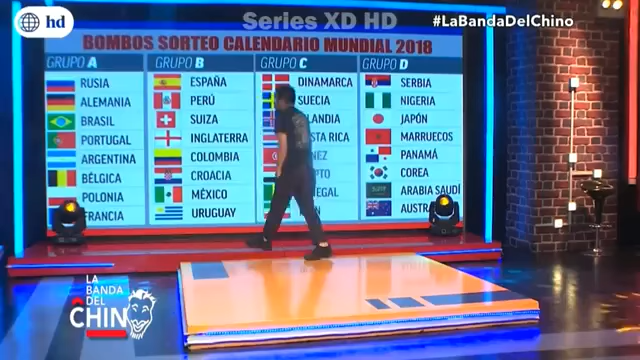 hd
Series XD HD
#LaBandaDelChino
BOMBOS SORTEO CALENDARIO MUNDIAL 2018
GRUPO A
RUSIA
ALEMANIA
BRASIL
PORTUGAL
ARGENTINA
BÉLGICA
POLONIA
FRANCIA
GRUPO B
ESPAÑA
PERÚ
SUIZA
INGLATERRA
COLOMBIA
CROACIA
MÉXICO
URUGUAY
GRUPO C
DINAMARCA
SUECIA
GRUPO D
SERBIA
NIGERIA
JAPÓN
MARRUECOS
PANAMÁ
COREA
ARABIA SAUDÍ
LA
BANDA
DEL
CHINO